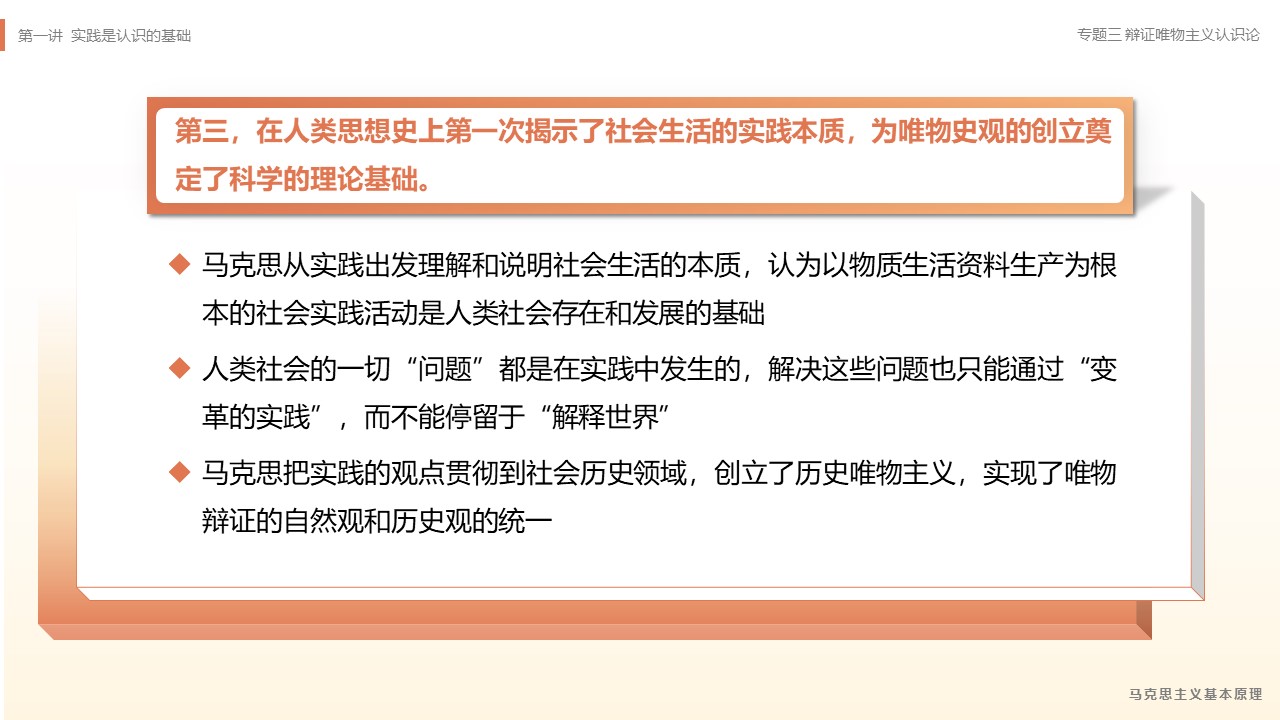 第一讲 实践是认识的基础
专题三 辩证唯物主义认识论
第三，在人类思想史上第一次揭示了社会生活的实践本质，为唯物史观的创立奠
定了科学的理论基础。
马克思从实践出发理解和说明社会生活的本质，认为以物质生活资料生产为根
本的社会实践活动是人类社会存在和发展的基础
人类社会的一切“问题”都是在实践中发生的，解决这些问题也只能通过“变
革的实践”，而不能停留于“解释世界”
马克思把实践的观点贯彻到社会历史领域，创立了历史唯物主义，实现了唯物
辩证的自然观和历史观的统一
马克思主义基本原理